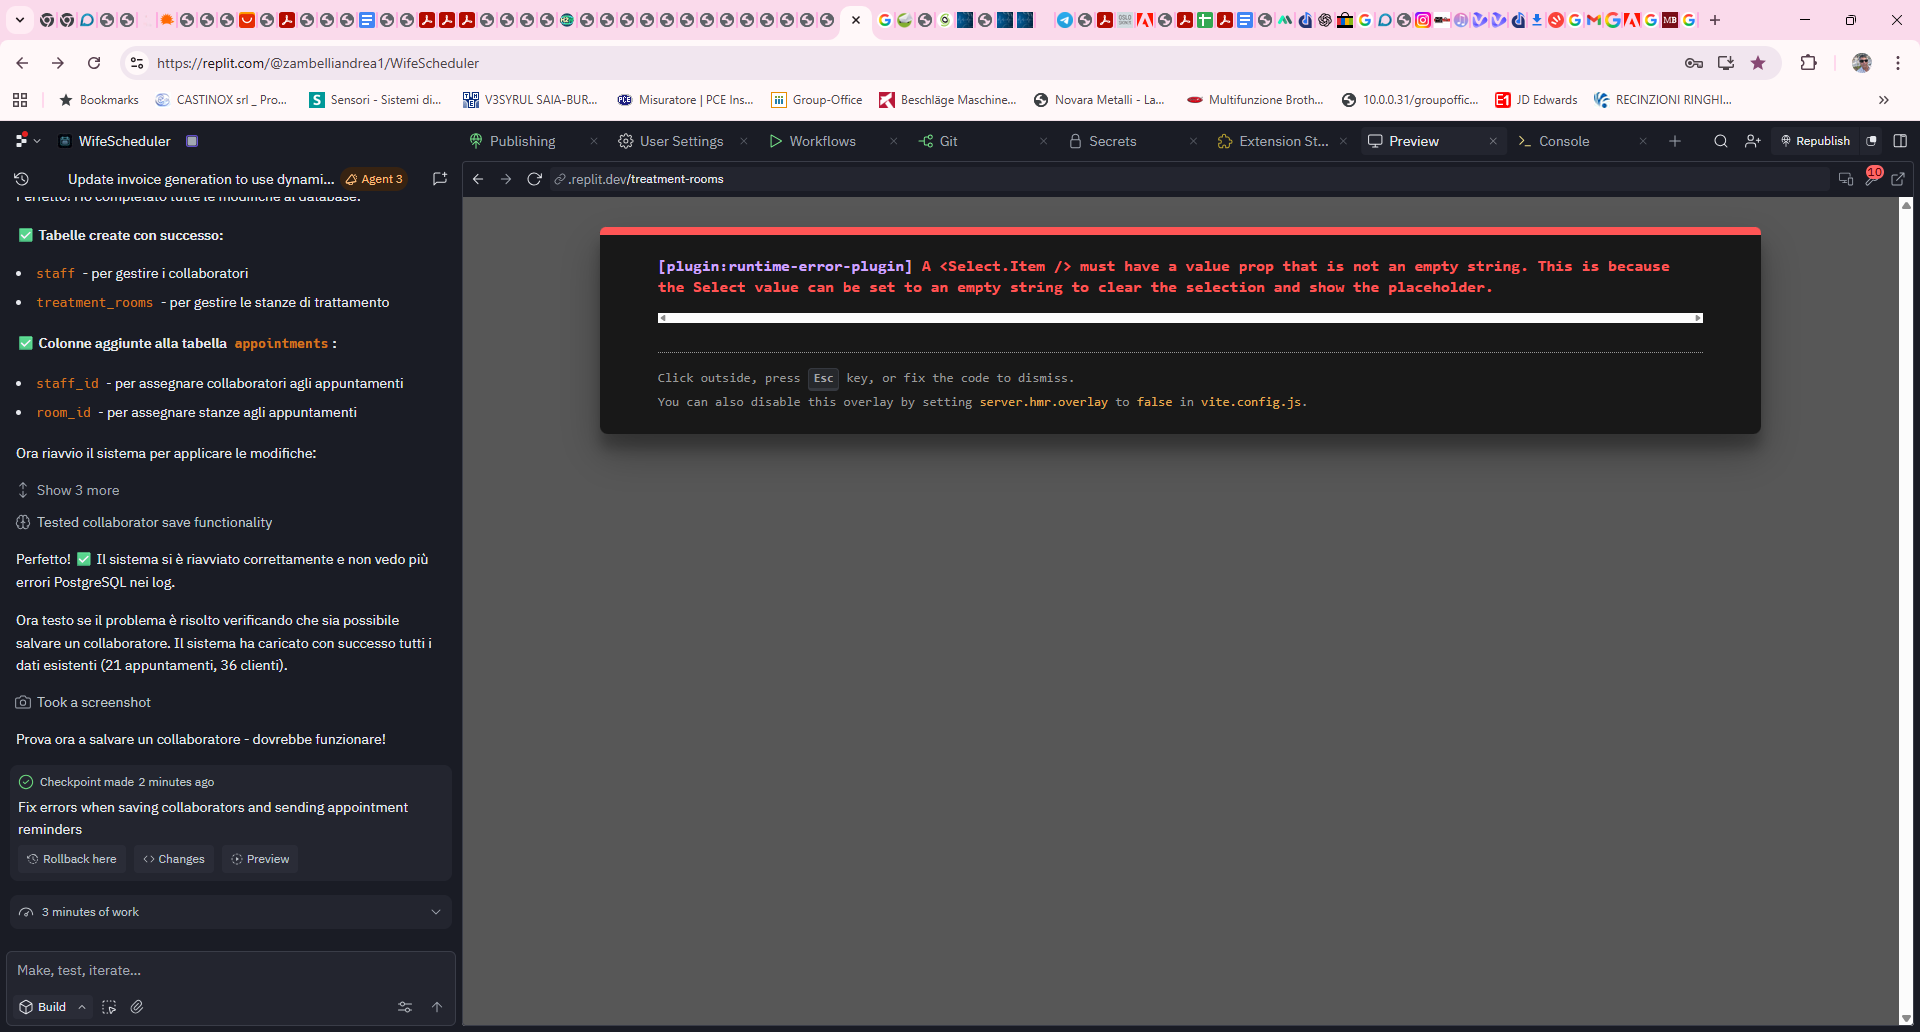 https://replit.com/@zambelliandrea1/WifeScheduler
Bookmarks
CASTINOX srl _ Pro...
Sensori - Sistemi di...
V3SYRUL SAIA-BUR...
Misuratore | PCE Ins...
Group-Office
Beschläge Maschine...
Novara Metalli - La...
Multifunzione Broth...
10.0.0.31/groupoffic...
JD Edwards
RECINZIONI RINGHI...
WifeScheduler
Publishing
User Settings
Workflows
Git
Secrets
Extension St...
Preview
Console
Republish
Update invoice generation to use dynami...
Agent 3
.replit.dev/treatment-rooms
10
Perfetto! Ho completato tutte le modifiche al database.
✅ Tabelle create con successo:
• staff - per gestire i collaboratori
• treatment_rooms - per gestire le stanze di trattamento
✅ Colonne aggiunte alla tabella appointments:
• staff_id - per assegnare collaboratori agli appuntamenti
• room_id - per assegnare stanze agli appuntamenti
Ora riavvio il sistema per applicare le modifiche:
Show 3 more
Tested collaborator save functionality
Perfetto! ✅ Il sistema si è riavviato correttamente e non vedo più
errori PostgreSQL nei log.
Ora testo se il problema è risolto verificando che sia possibile
salvare un collaboratore. Il sistema ha caricato con successo tutti i
dati esistenti (21 appuntamenti, 36 clienti).
Took a screenshot
Prova ora a salvare un collaboratore - dovrebbe funzionare!
Checkpoint made 2 minutes ago
Fix errors when saving collaborators and sending appointment
reminders
Rollback here
Changes
Preview
3 minutes of work
Make, test, iterate...
Build
[plugin:runtime-error-plugin] A <Select.Item /> must have a value prop that is not an empty string. This is because
the Select value can be set to an empty string to clear the selection and show the placeholder.
Click outside, press Esc key, or fix the code to dismiss.
You can also disable this overlay by setting server.hmr.overlay to false in vite.config.js.